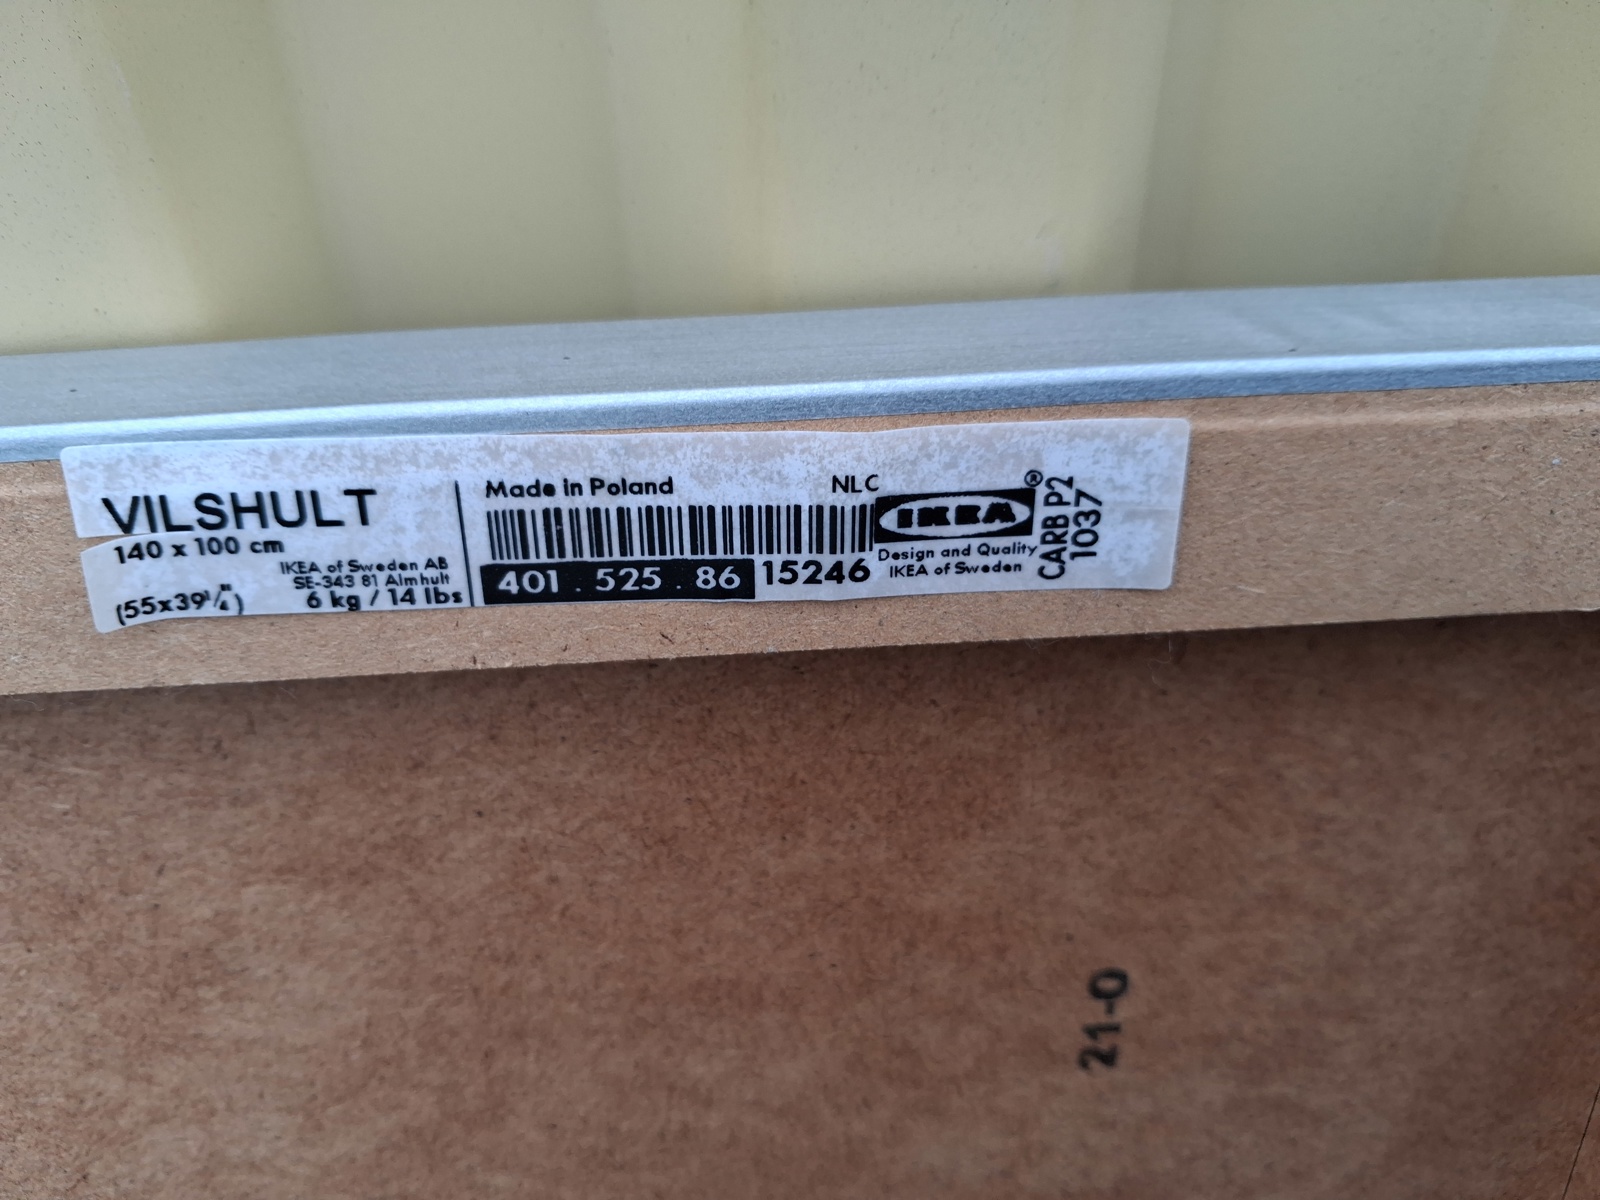 VILSHULT
140 x 100 cm
(55x39¼")
IKEA of Sweden AB
SE-343 81 Almhult
6 kg / 14 lbs
Made in Poland
NLC
401 . 525 . 86
15246
IKEA®
Design and Quality
IKEA of Sweden
CARB P2
1037
21-0